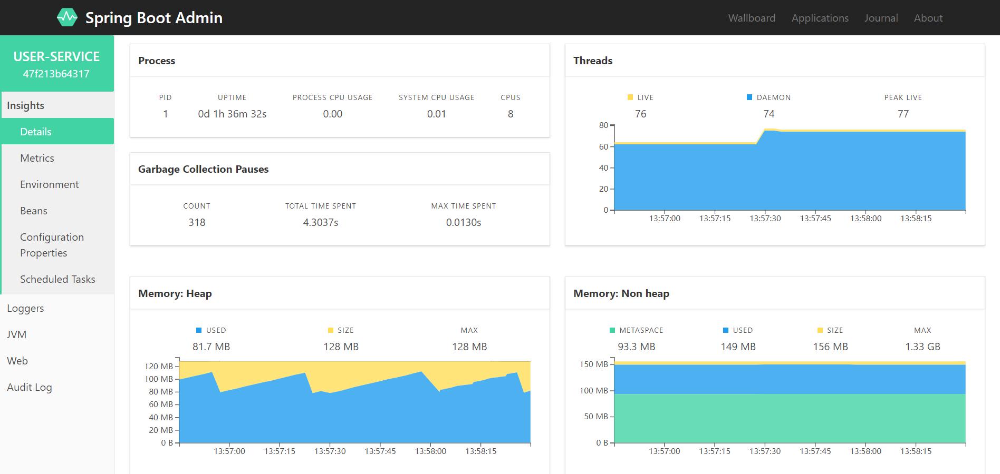 Spring Boot Admin
Wallboard
Applications
Journal
About
USER-SERVICE
47f213b64317
Insights
Details
Metrics
Environment
Beans
Configuration
Properties
Scheduled Tasks
Loggers
JVM
Web
Audit Log
Process
PID UPTIME PROCESS CPU USAGE SYSTEM CPU USAGE CPUS
1 0d 1h 36m 32s 0.00 0.01 8
Garbage Collection Pauses
COUNT TOTAL TIME SPENT MAX TIME SPENT
318 4.3037s 0.0130s
Threads
LIVE DAEMON PEAK LIVE
76 74 77
80
60
40
20
0
13:57:00 13:57:15 13:57:30 13:57:45 13:58:00 13:58:15
Memory: Heap
USED SIZE MAX
81.7 MB 128 MB 128 MB
120 MB
100 MB
80 MB
60 MB
40 MB
20 MB
0 B
13:57:00 13:57:15 13:57:30 13:57:45 13:58:00 13:58:15
Memory: Non heap
METASPACE USED SIZE MAX
93.3 MB 149 MB 156 MB 1.33 GB
150 MB
100 MB
50 MB
0 B
13:57:00 13:57:15 13:57:30 13:57:45 13:58:00 13:58:15